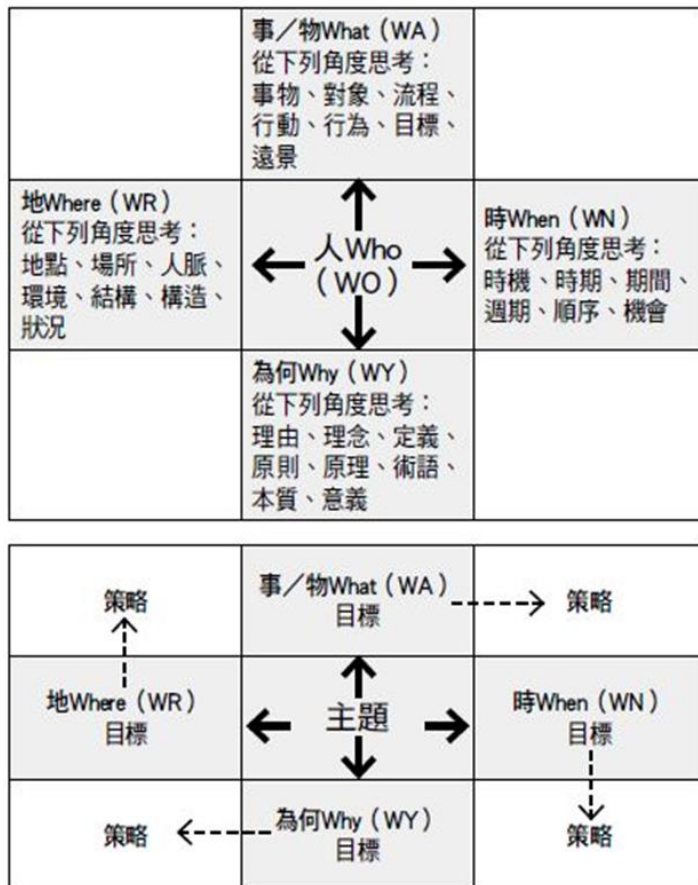 事／物What（WA）
從下列角度思考：
事物、對象、流程、
行動、行為、目標、
遠景
地Where（WR）
從下列角度思考：
地點、場所、人脈、
環境、結構、構造、
狀況
人Who
（WO）
時When（WN）
從下列角度思考：
時機、時期、期間、
週期、順序、機會
為何Why（WY）
從下列角度思考：
理由、理念、定義、
原則、原理、術語、
本質、意義
策略
事／物What（WA）
目標
策略
地Where（WR）
目標
主題
時When（WN）
目標
策略
為何Why（WY）
目標
策略